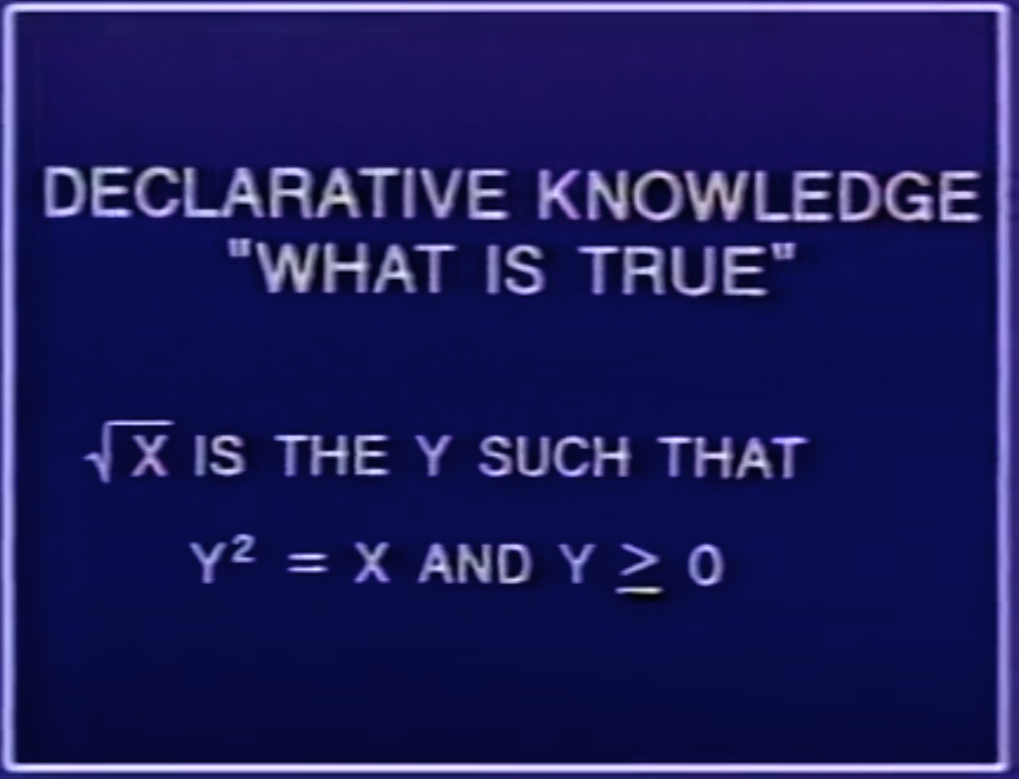 DECLARATIVE KNOWLEDGE
"WHAT IS TRUE"
√X IS THE Y SUCH THAT
Y² = X AND Y ≥ 0